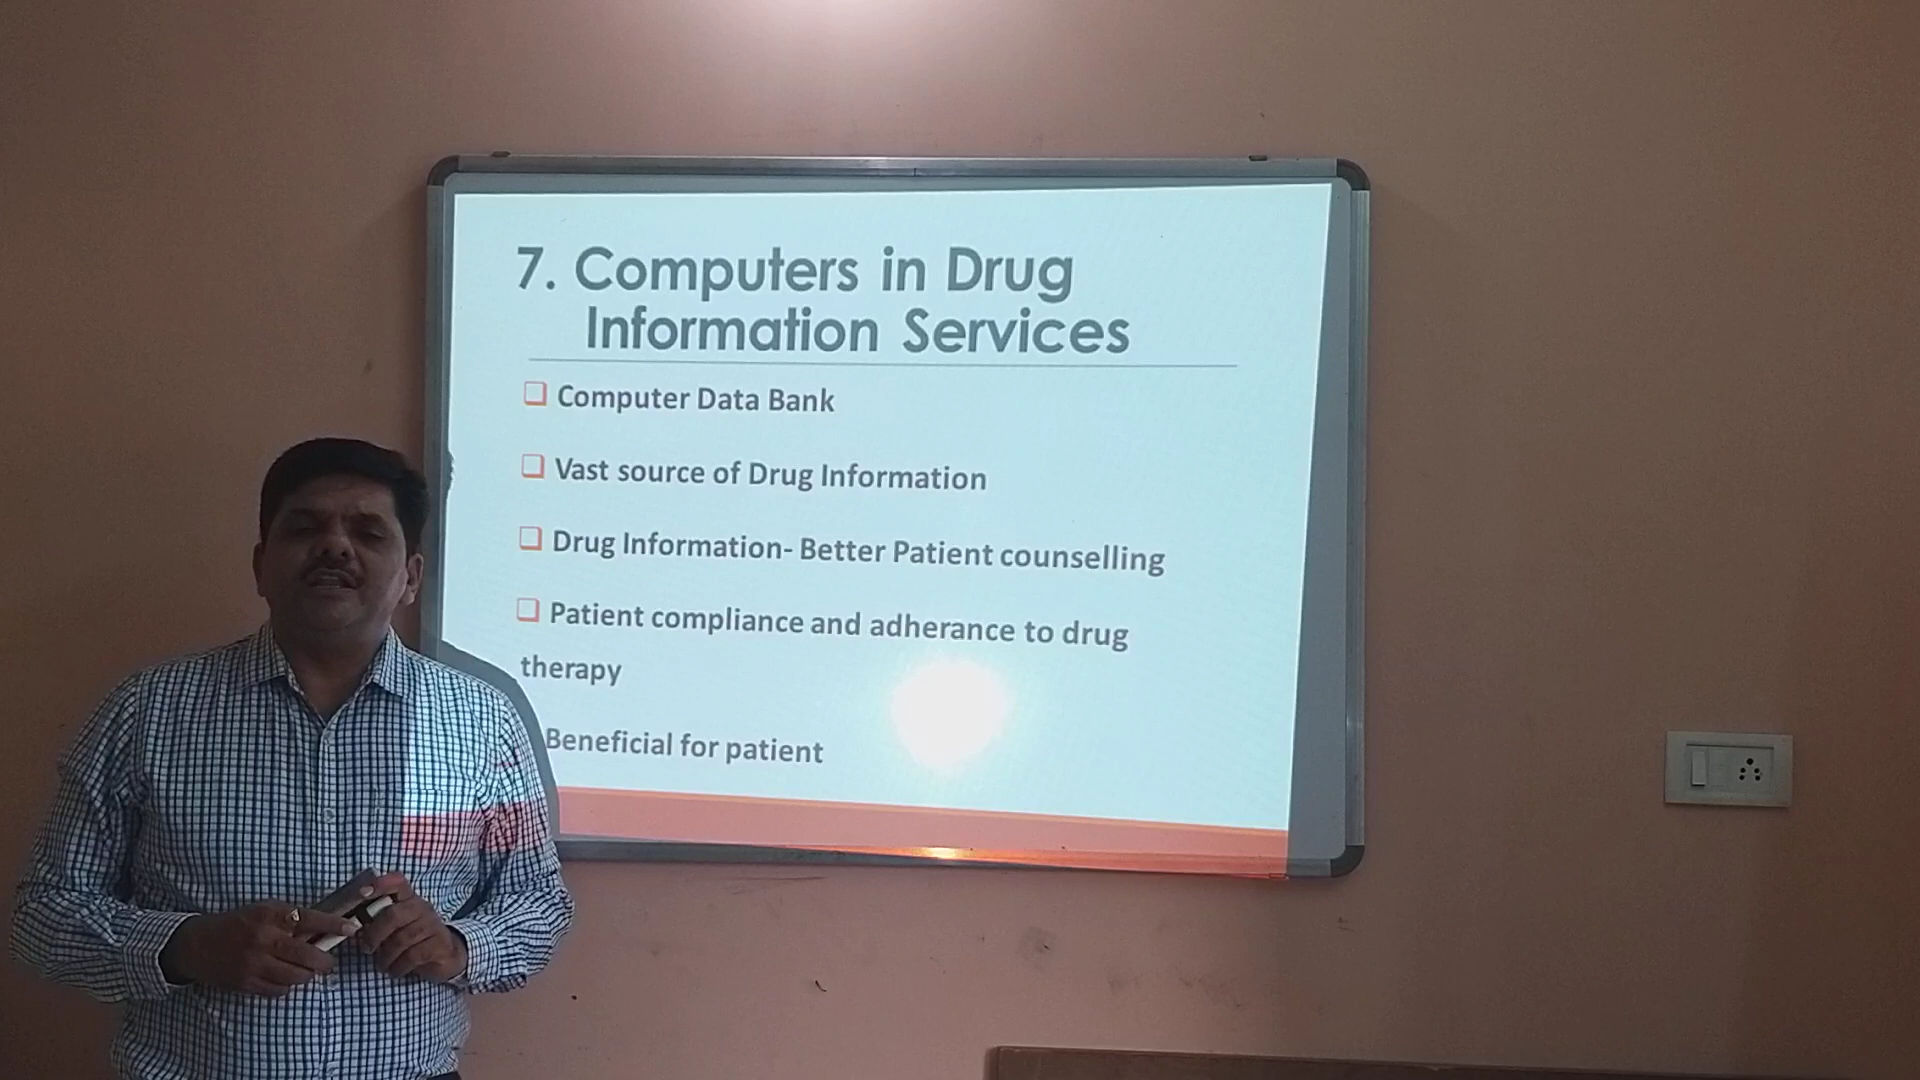 7. Computers in Drug
Information Services
Computer Data Bank
Vast source of Drug Information
Drug Information- Better Patient counselling
Patient compliance and adherance to drug
therapy
Beneficial for patient